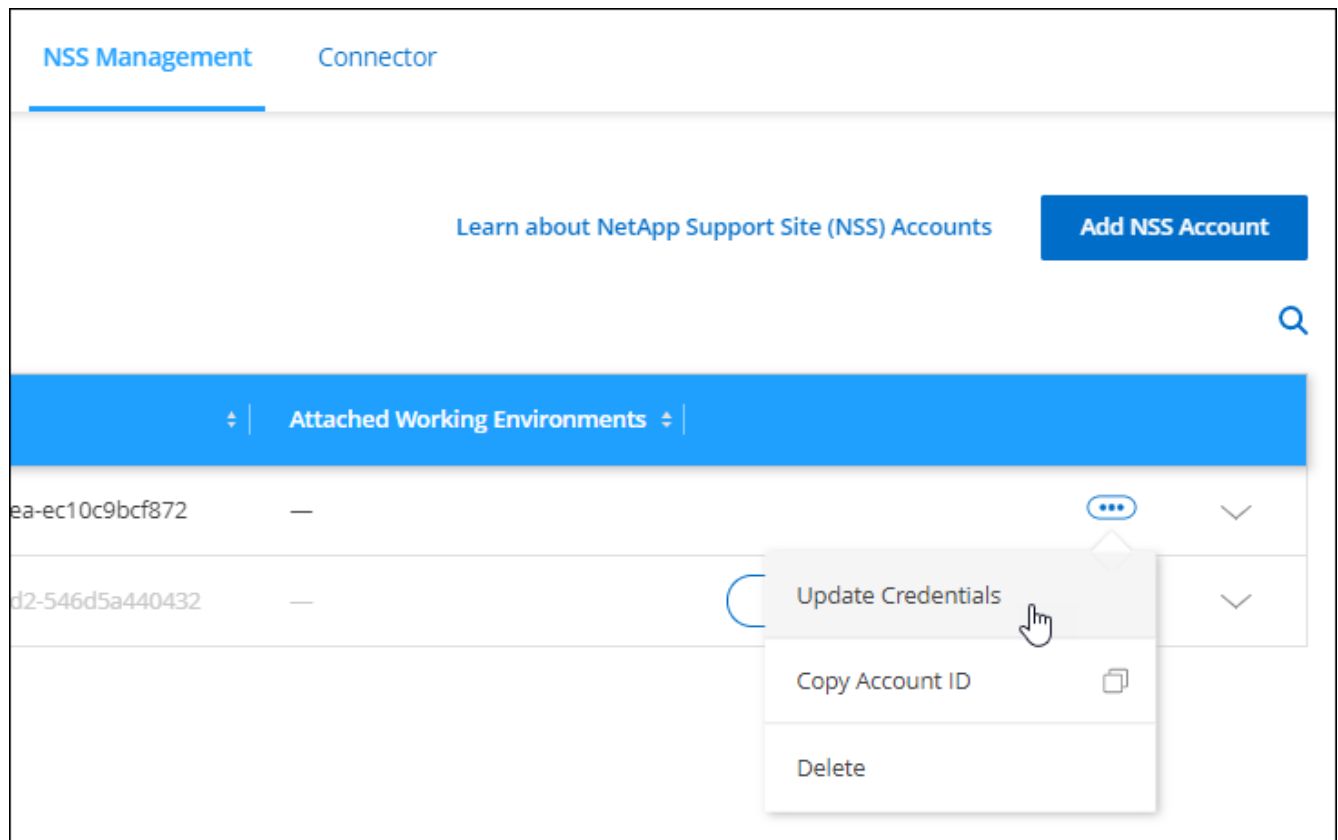 NSS Management Connector
Learn about NetApp Support Site (NSS) Accounts Add NSS Account
Attached Working Environments
ea-ec10c9bcf872 —
d2-546d5a440432 —
Update Credentials
Copy Account ID
Delete